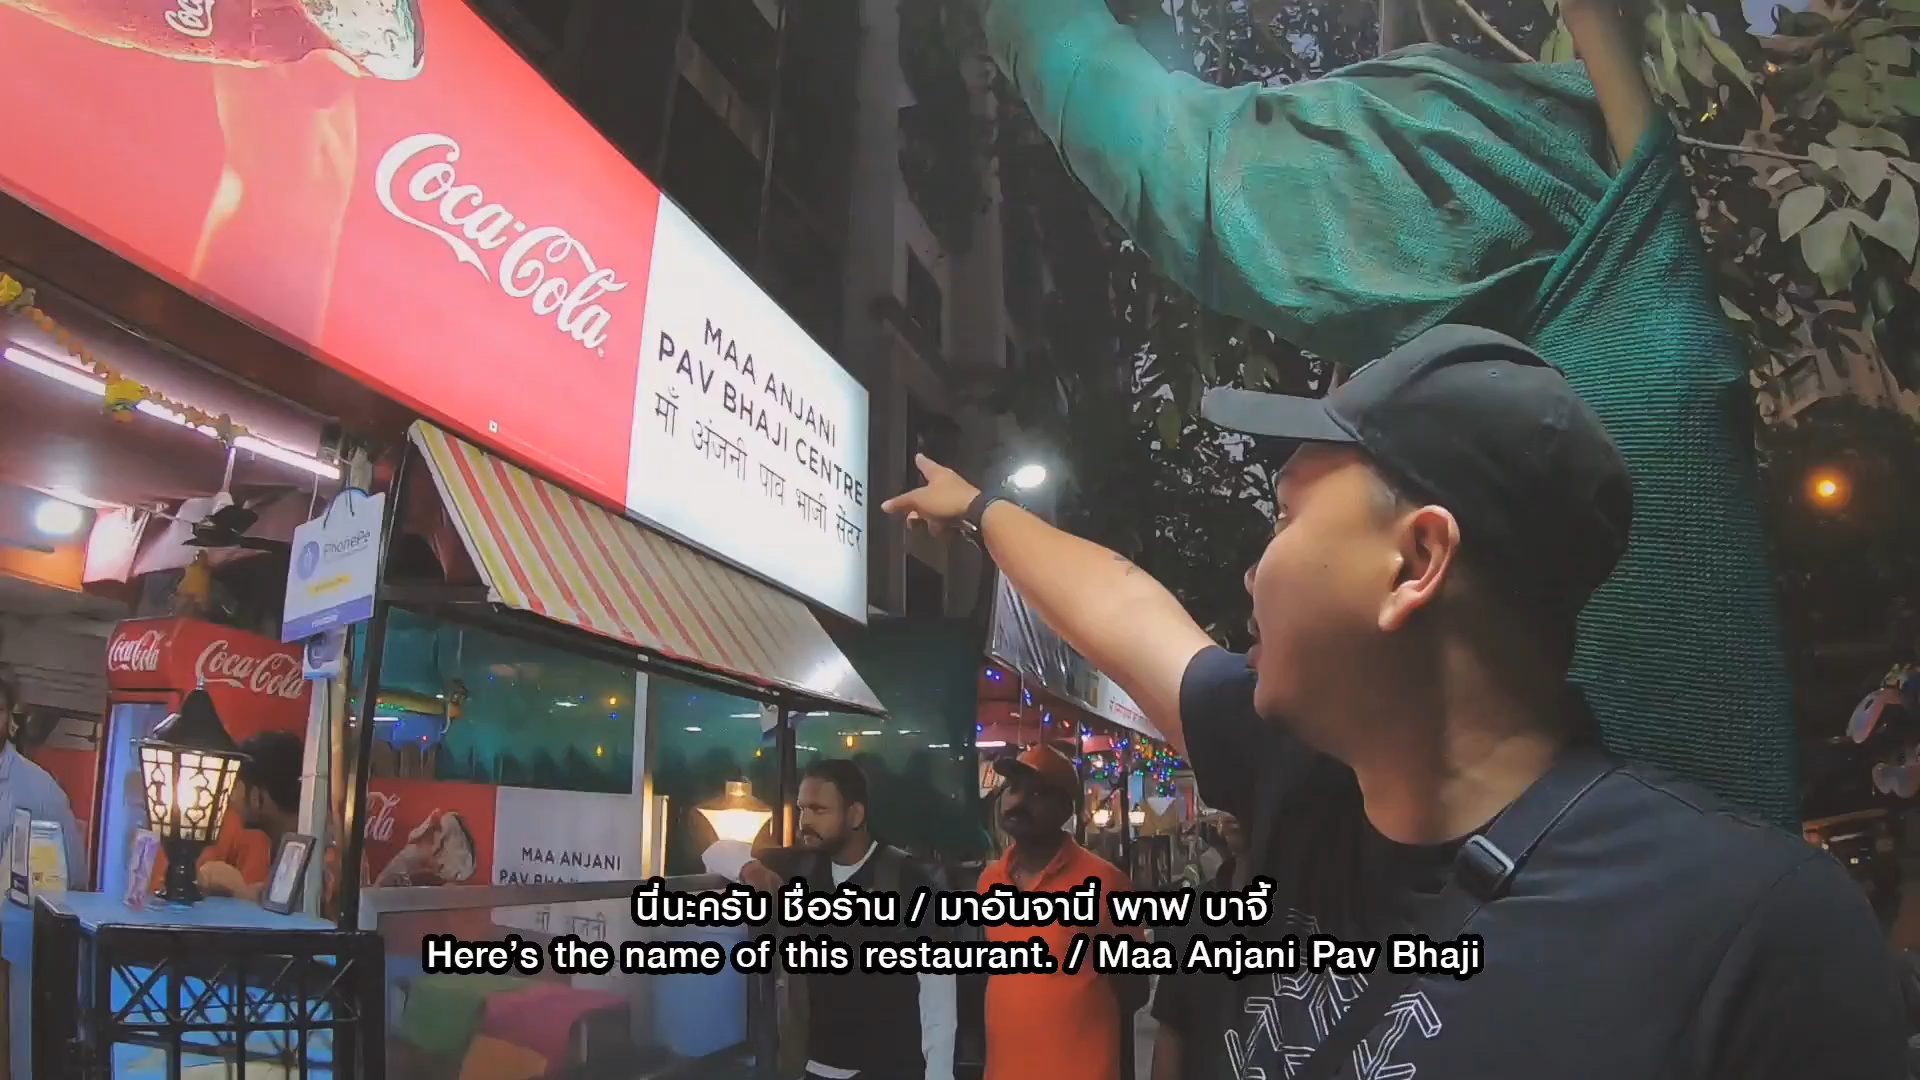 Coca-Cola
MAA ANJANI
PAV BHAJI CENTRE
माँ अंजनी पाव भाजी सेंटर
PhonePe
Coca-Cola
Coca-Cola
MAA ANJANI
नี่นะครับ ชื่อร้าน / มาอันจานี่ พาฟ บาจี้
Here’s the name of this restaurant. / Maa Anjani Pav Bhaji